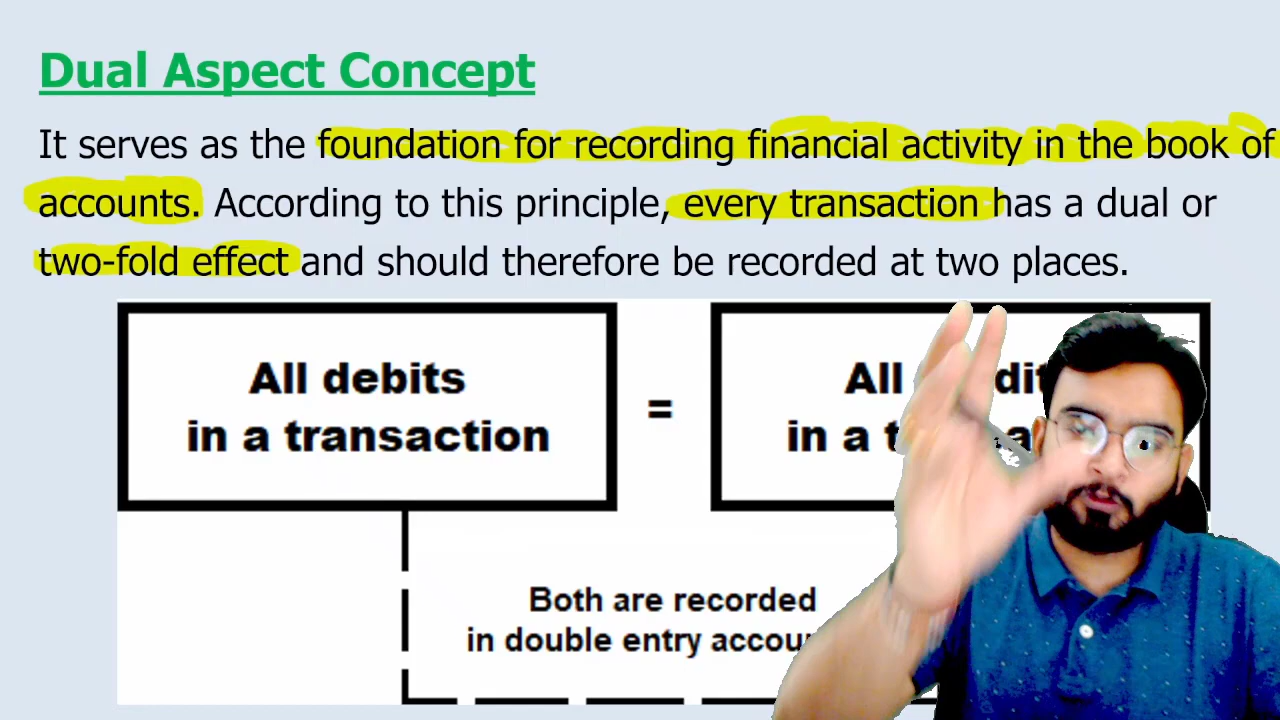 Dual Aspect Concept
It serves as the foundation for recording financial activity in the book of
accounts. According to this principle, every transaction has a dual or
two-fold effect and should therefore be recorded at two places.
All debits
in a transaction
=
All
in a
Both are recorded
in double entry